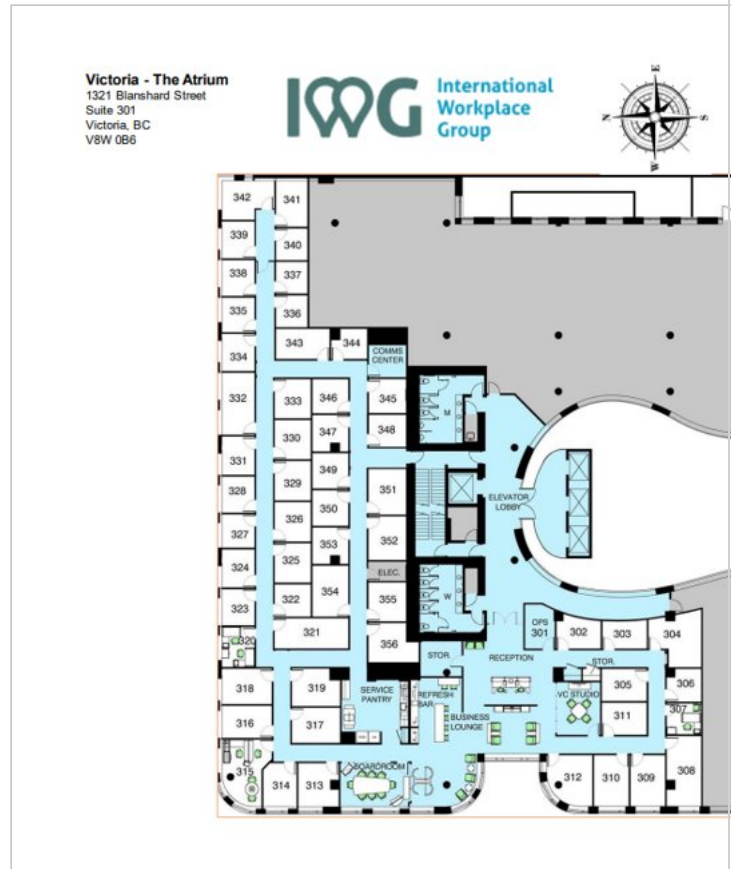 Victoria - The Atrium
1321 Blanshard Street
Suite 301
Victoria, BC
V8W 0B6
IWG International
Workplace
Group
E
N
S
W
342
341
339
340
338
337
335
336
334
343
344
COMMS
CENTER
332
333
346
345
330
347
348
M
331
329
349
328
326
350
351
ELEVATOR
LOBBY
327
325
353
352
324
322
354
ELEC.
323
355
W
320
321
356
OPS
301
302
303
304
STOR.
RECEPTION
STOR.
318
319
SERVICE
PANTRY
REFRESH
BAR
VC STUDIO
305
306
316
317
BUSINESS
LOUNGE
311
307
315
314
313
BOARDROOM
312
310
309
308